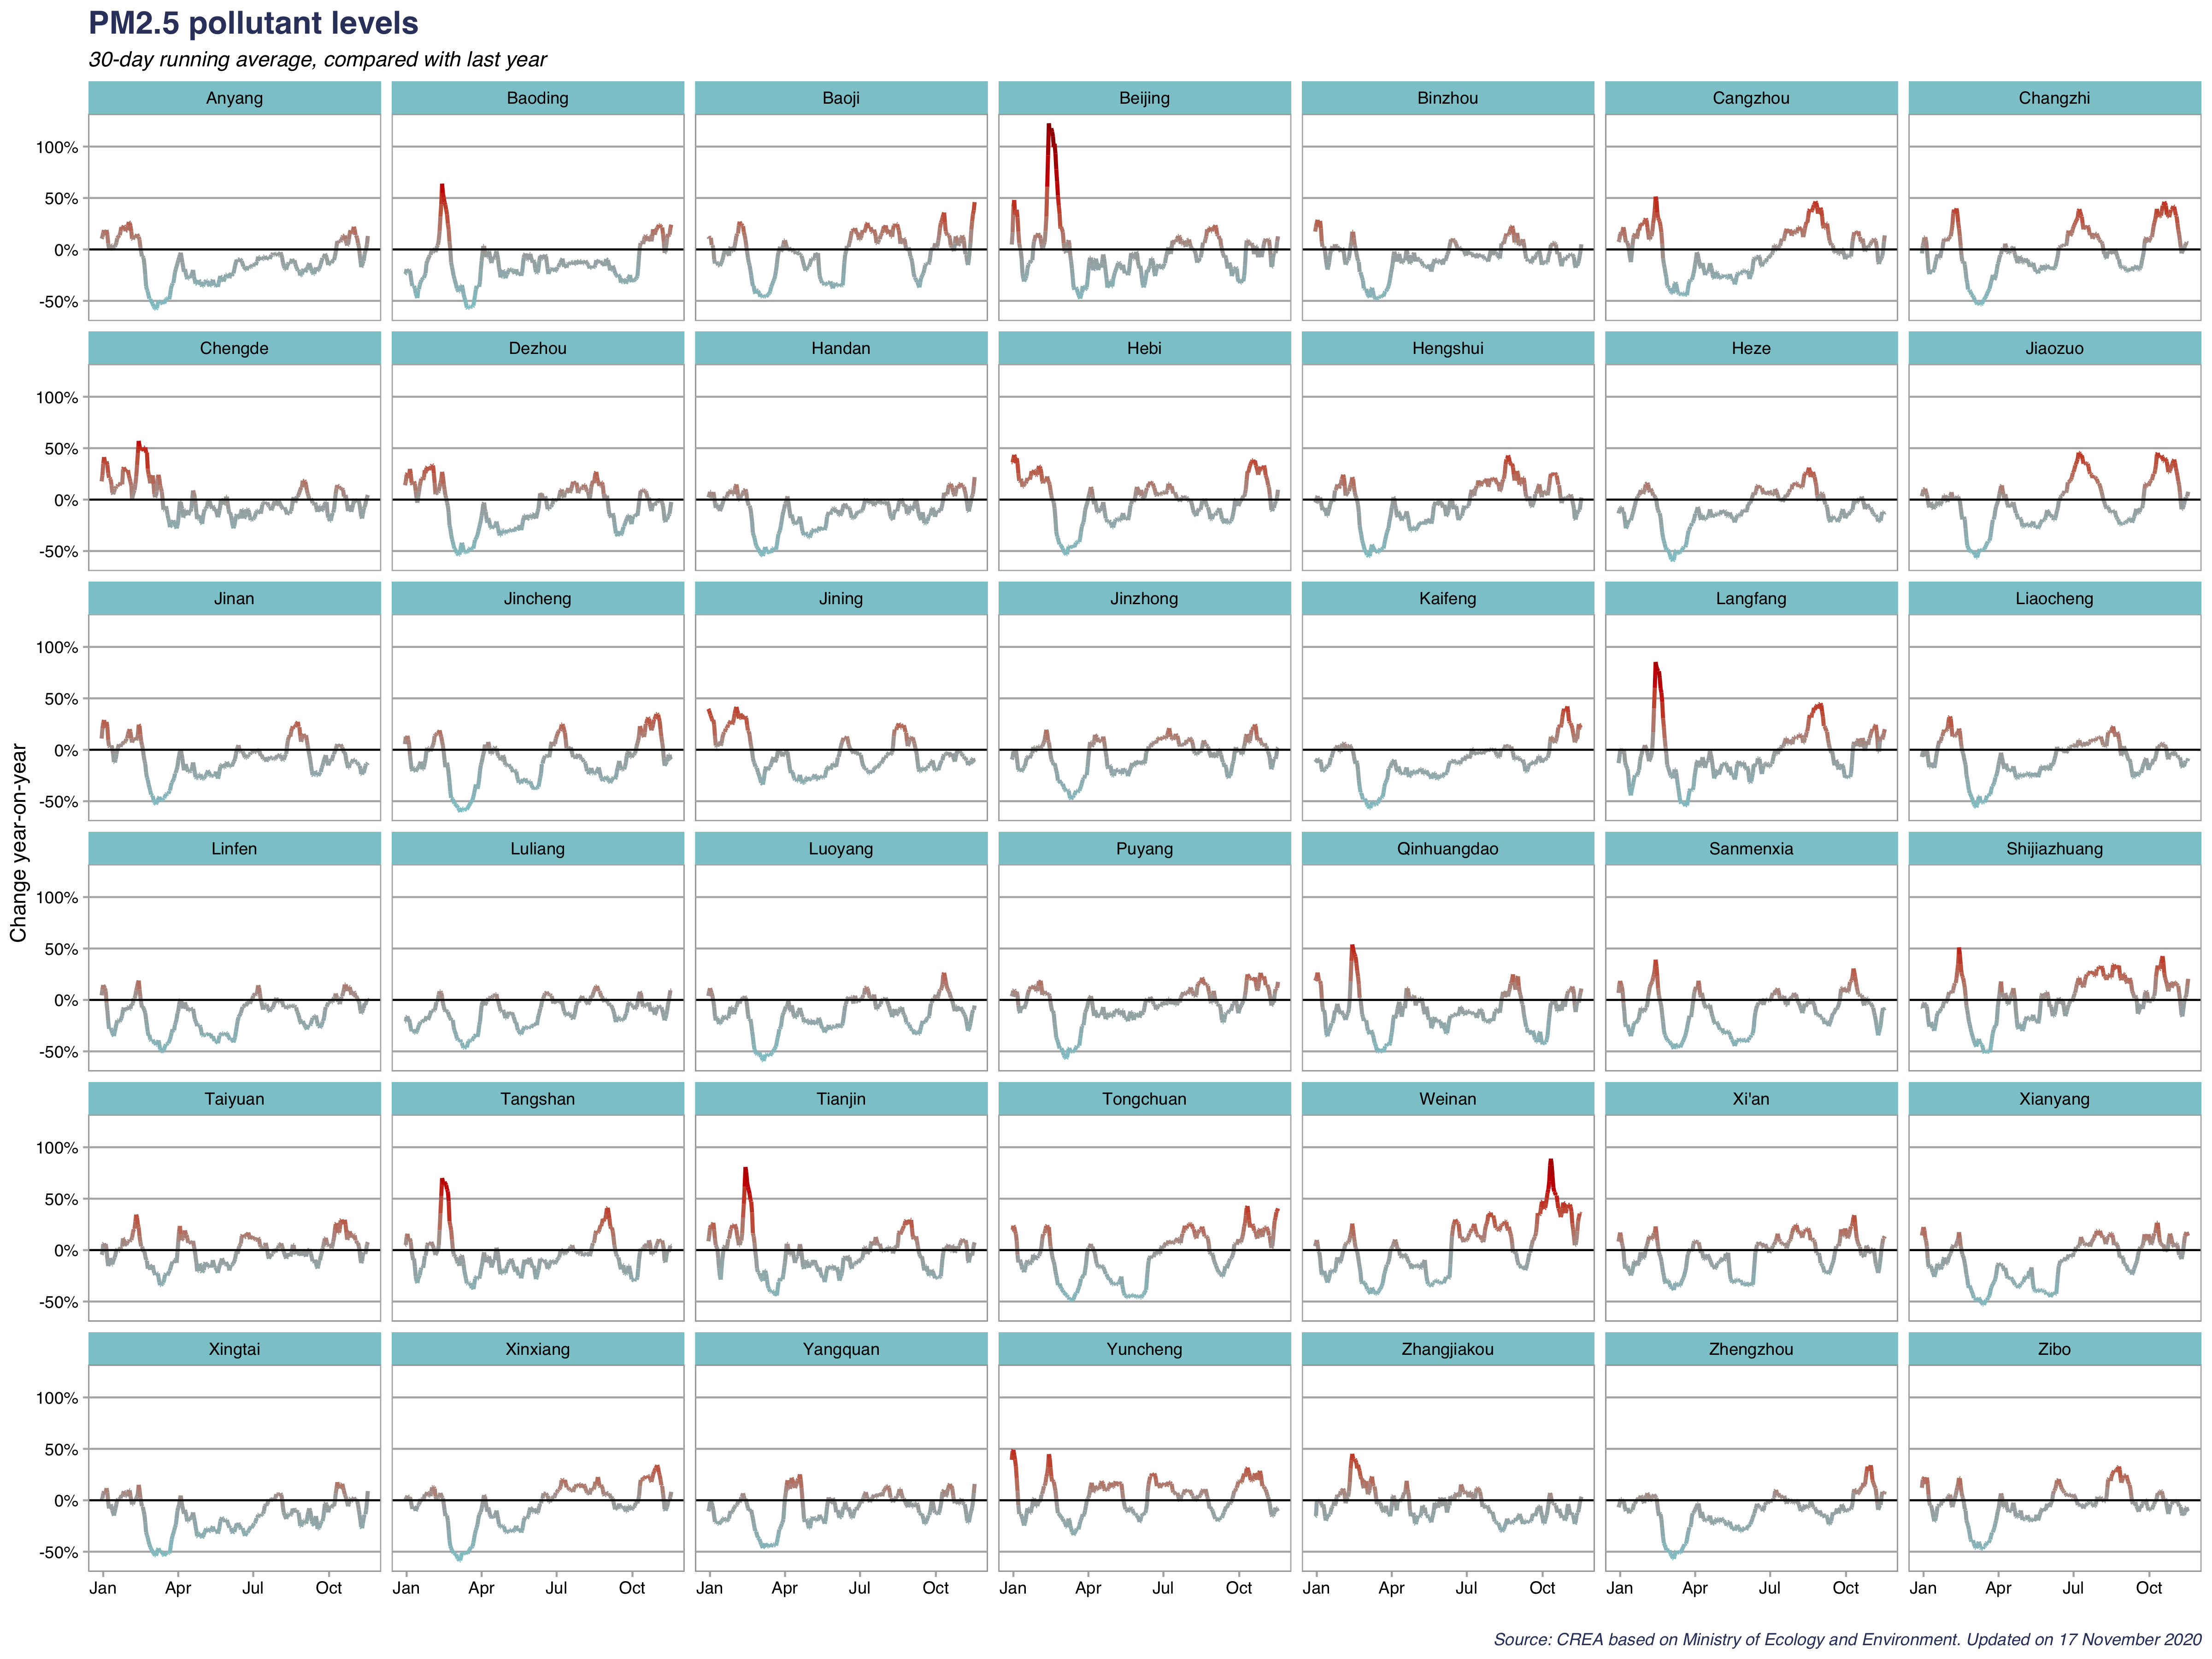 PM2.5 pollutant levels
30-day running average, compared with last year
Anyang Baoding Baoji Beijing Binzhou Cangzhou Changzhi
100%
50%
0%
-50%
Chengde Dezhou Handan Hebi Hengshui Heze Jiaozuo
100%
50%
0%
-50%
Jinan Jincheng Jining Jinzhong Kaifeng Langfang Liaocheng
100%
50%
0%
-50%
Change year-on-year
Linfen Luliang Luoyang Puyang Qinhuangdao Sanmenxia Shijiazhuang
100%
50%
0%
-50%
Taiyuan Tangshan Tianjin Tongchuan Weinan Xi'an Xianyang
100%
50%
0%
-50%
Xingtai Xinxiang Yangquan Yuncheng Zhangjiakou Zhengzhou Zibo
100%
50%
0%
-50%
Jan Apr Jul Oct Jan Apr Jul Oct Jan Apr Jul Oct Jan Apr Jul Oct Jan Apr Jul Oct Jan Apr Jul Oct Jan Apr Jul Oct
Source: CREA based on Ministry of Ecology and Environment. Updated on 17 November 2020